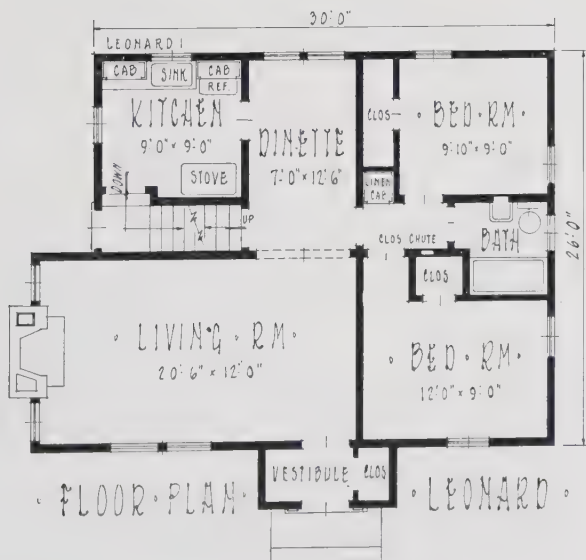 30'·0"
LEONARD 1
CAB SINK CAB
REF.
KITCHEN
9'·0" × 9'·0"
STOVE
DINETTE
7'·0" × 12'·6"
CLOS
BED·RM·
9'·10" × 9'·0"
LINEN
CAB
DOWN
UP
CLOS CHUTE
BATH
26'·0"
CLOS
·LIVING·RM·
20'·6" × 12'·0"
·BED·RM·
12'·0" × 9'·0"
VESTIBULE
CLOS
·FLOOR·PLAN·
·LEONARD·